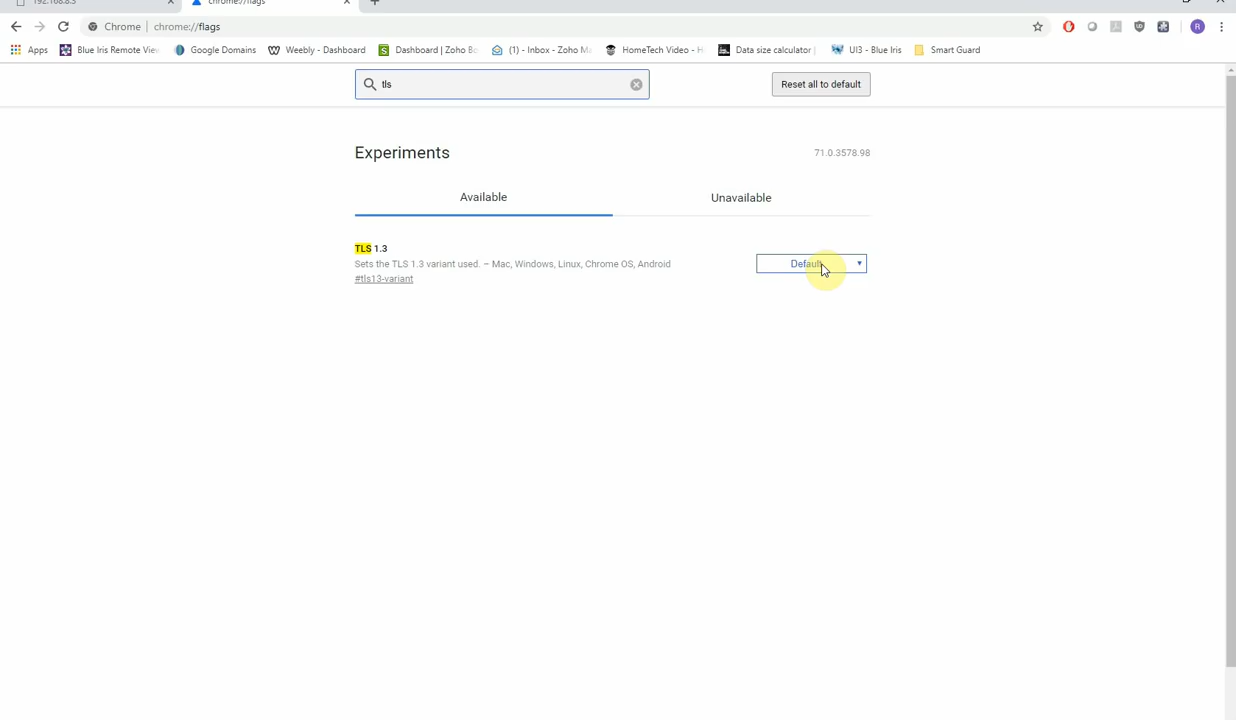 192.168.8.3
chrome://flags
Chrome | chrome://flags
R
Apps Blue Iris Remote View Google Domains Weebly - Dashboard Dashboard | Zoho Bo (1) - Inbox - Zoho Ma HomeTech Video - H Data size calculator | UI3 - Blue Iris Smart Guard
tls
Reset all to default
Experiments
71.0.3578.98
Available
Unavailable
TLS 1.3
Sets the TLS 1.3 variant used. – Mac, Windows, Linux, Chrome OS, Android
Default
#tls13-variant